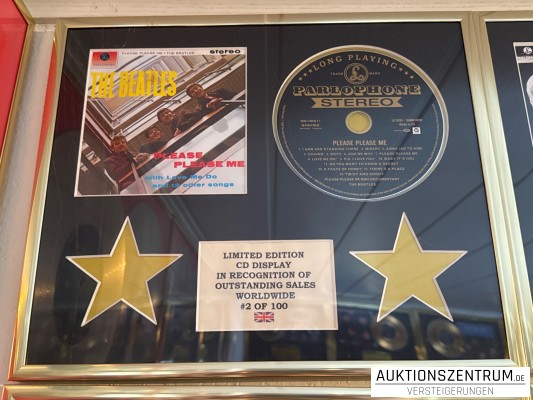 PLEASE PLEASE ME • THE BEATLES
stereo
THE BEATLES
PLEASE
PLEASE ME
with Love Me Do
and 12 other songs
LONG PLAYING
TRADE MARK
PARLOPHONE
STEREO
PLEASE PLEASE ME
THE BEATLES
LIMITED EDITION
CD DISPLAY
IN RECOGNITION OF
OUTSTANDING SALES
WORLDWIDE
#2 OF 100
AUKTIONSZENTRUM.DE
VERSTEIGERUNGEN